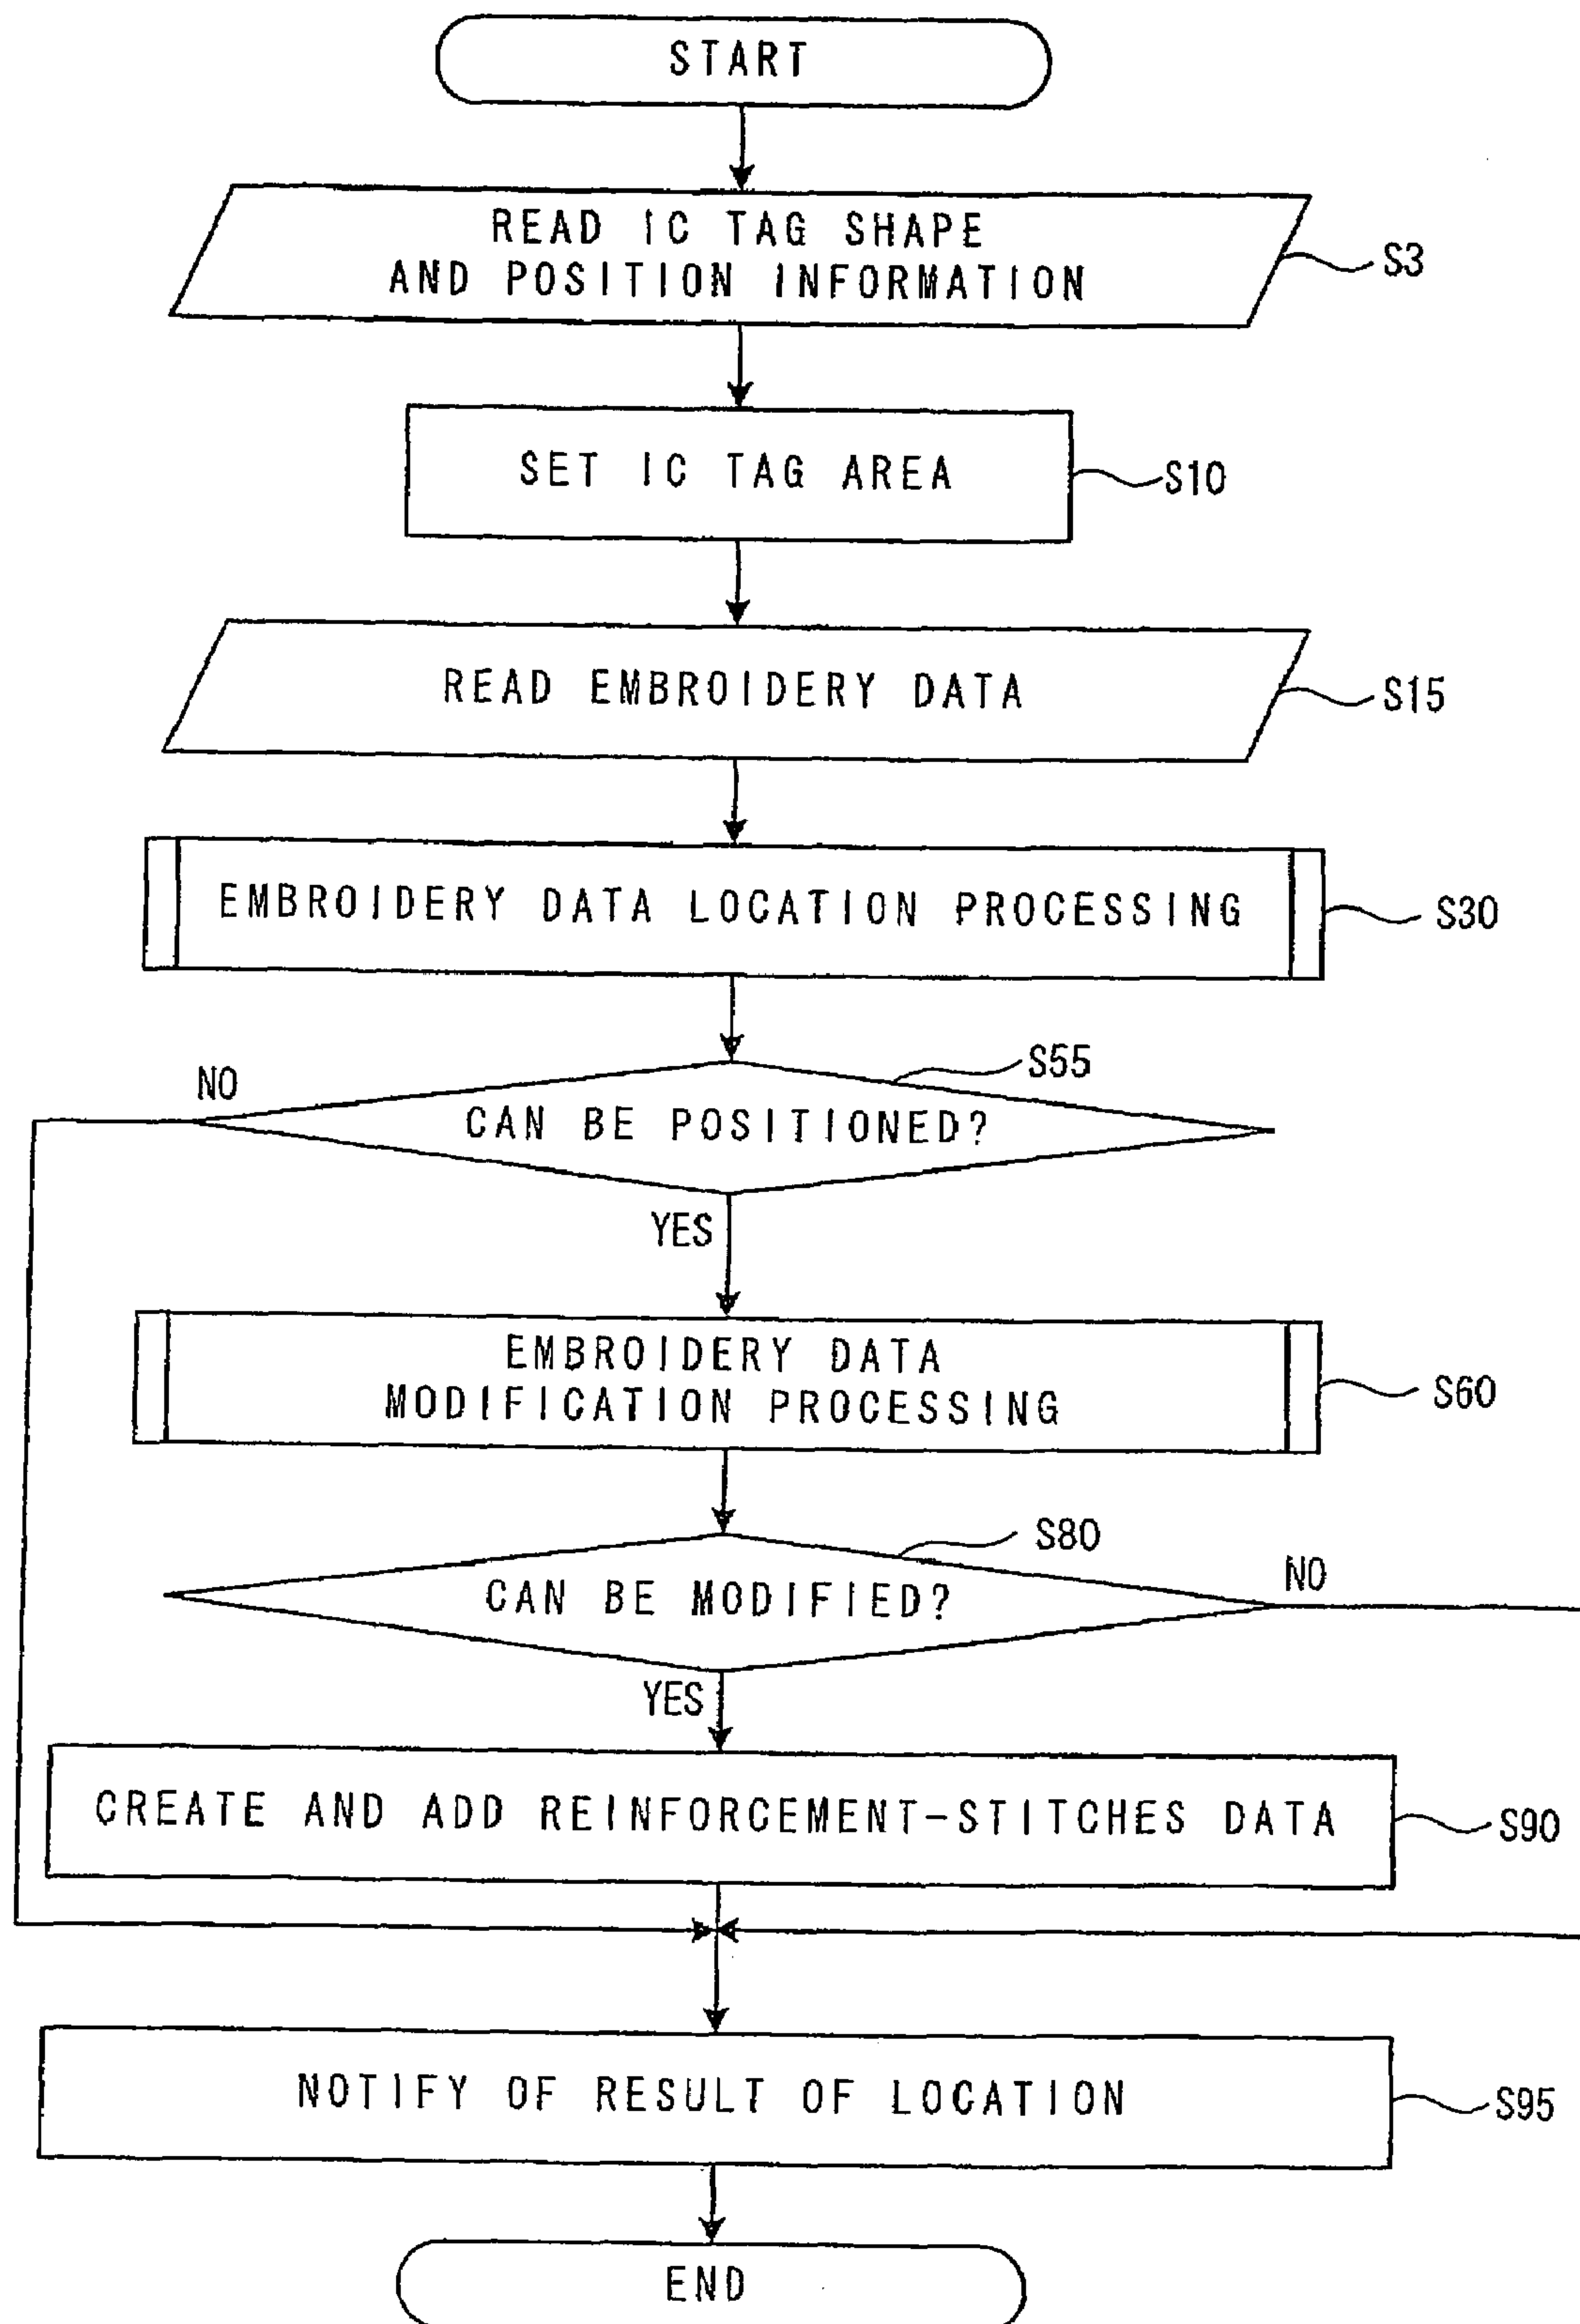 START
READ IC TAG SHAPE
AND POSITION INFORMATION
S3
SET IC TAG AREA
S10
READ EMBROIDERY DATA
S15
EMBROIDERY DATA LOCATION PROCESSING
S30
S55
NO
CAN BE POSITIONED?
YES
EMBROIDERY DATA
MODIFICATION PROCESSING
S60
S80
NO
CAN BE MODIFIED?
YES
CREATE AND ADD REINFORCEMENT-STITCHES DATA
S90
NOTIFY OF RESULT OF LOCATION
S95
END